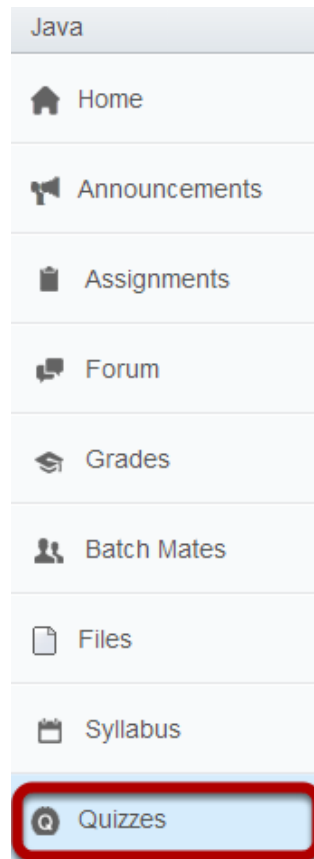 Java
Home
Announcements
Assignments
Forum
Grades
Batch Mates
Files
Syllabus
Q Quizzes